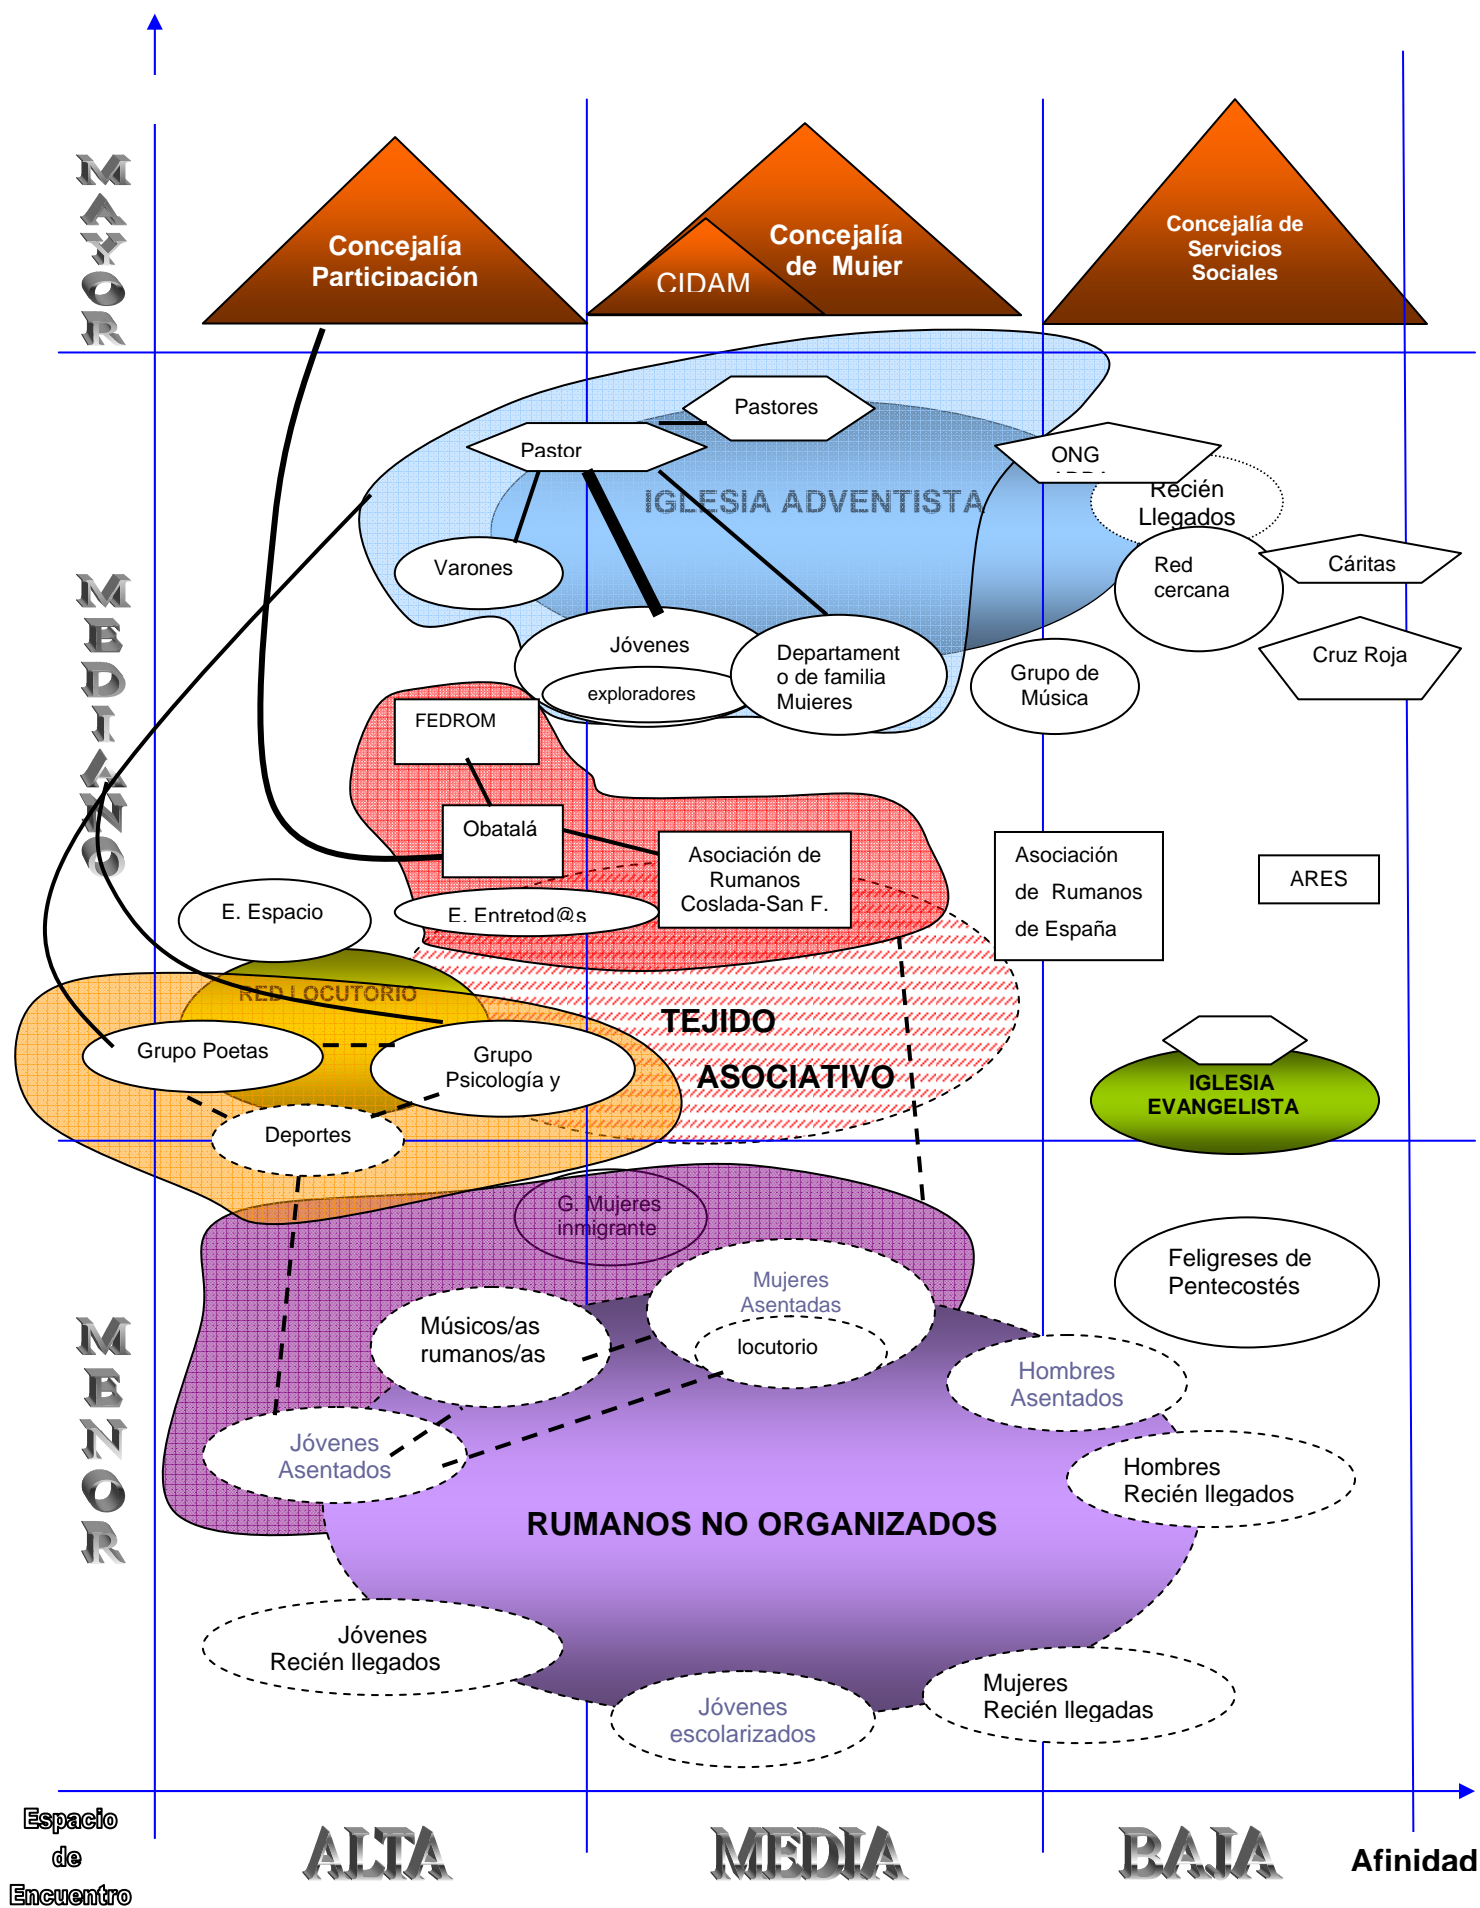 MAYOR
Concejalía
Participación
Concejalía
de Mujer
CIDAM
Concejalía de
Servicios
Sociales
MEDIANO
Pastores
Pastor
ONG
IGLESIA ADVENTISTA
Recién
Llegados
Varones
Red
cercana
Cáritas
Jóvenes
exploradores
Departament
o de familia
Mujeres
Grupo de
Música
Cruz Roja
FEDROM
Obatalá
Asociación de
Rumanos
Coslada-San F.
Asociación
de Rumanos
de España
ARES
E. Espacio
E. Entretod@s
RED LOCUTORIO
TEJIDO
ASOCIATIVO
Grupo Poetas
Grupo
Psicología y
IGLESIA
EVANGELISTA
Deportes
MENOR
G. Mujeres
inmigrante
Feligreses de
Pentecostés
Mujeres
Asentadas
locutorio
Músicos/as
rumanos/as
Hombres
Asentados
Jóvenes
Asentados
Hombres
Recién llegados
RUMANOS NO ORGANIZADOS
Jóvenes
Recién llegados
Mujeres
Recién llegadas
Jóvenes
escolarizados
Espacio
de
Encuentro
ALTA
MEDIA
BAJA
Afinidad